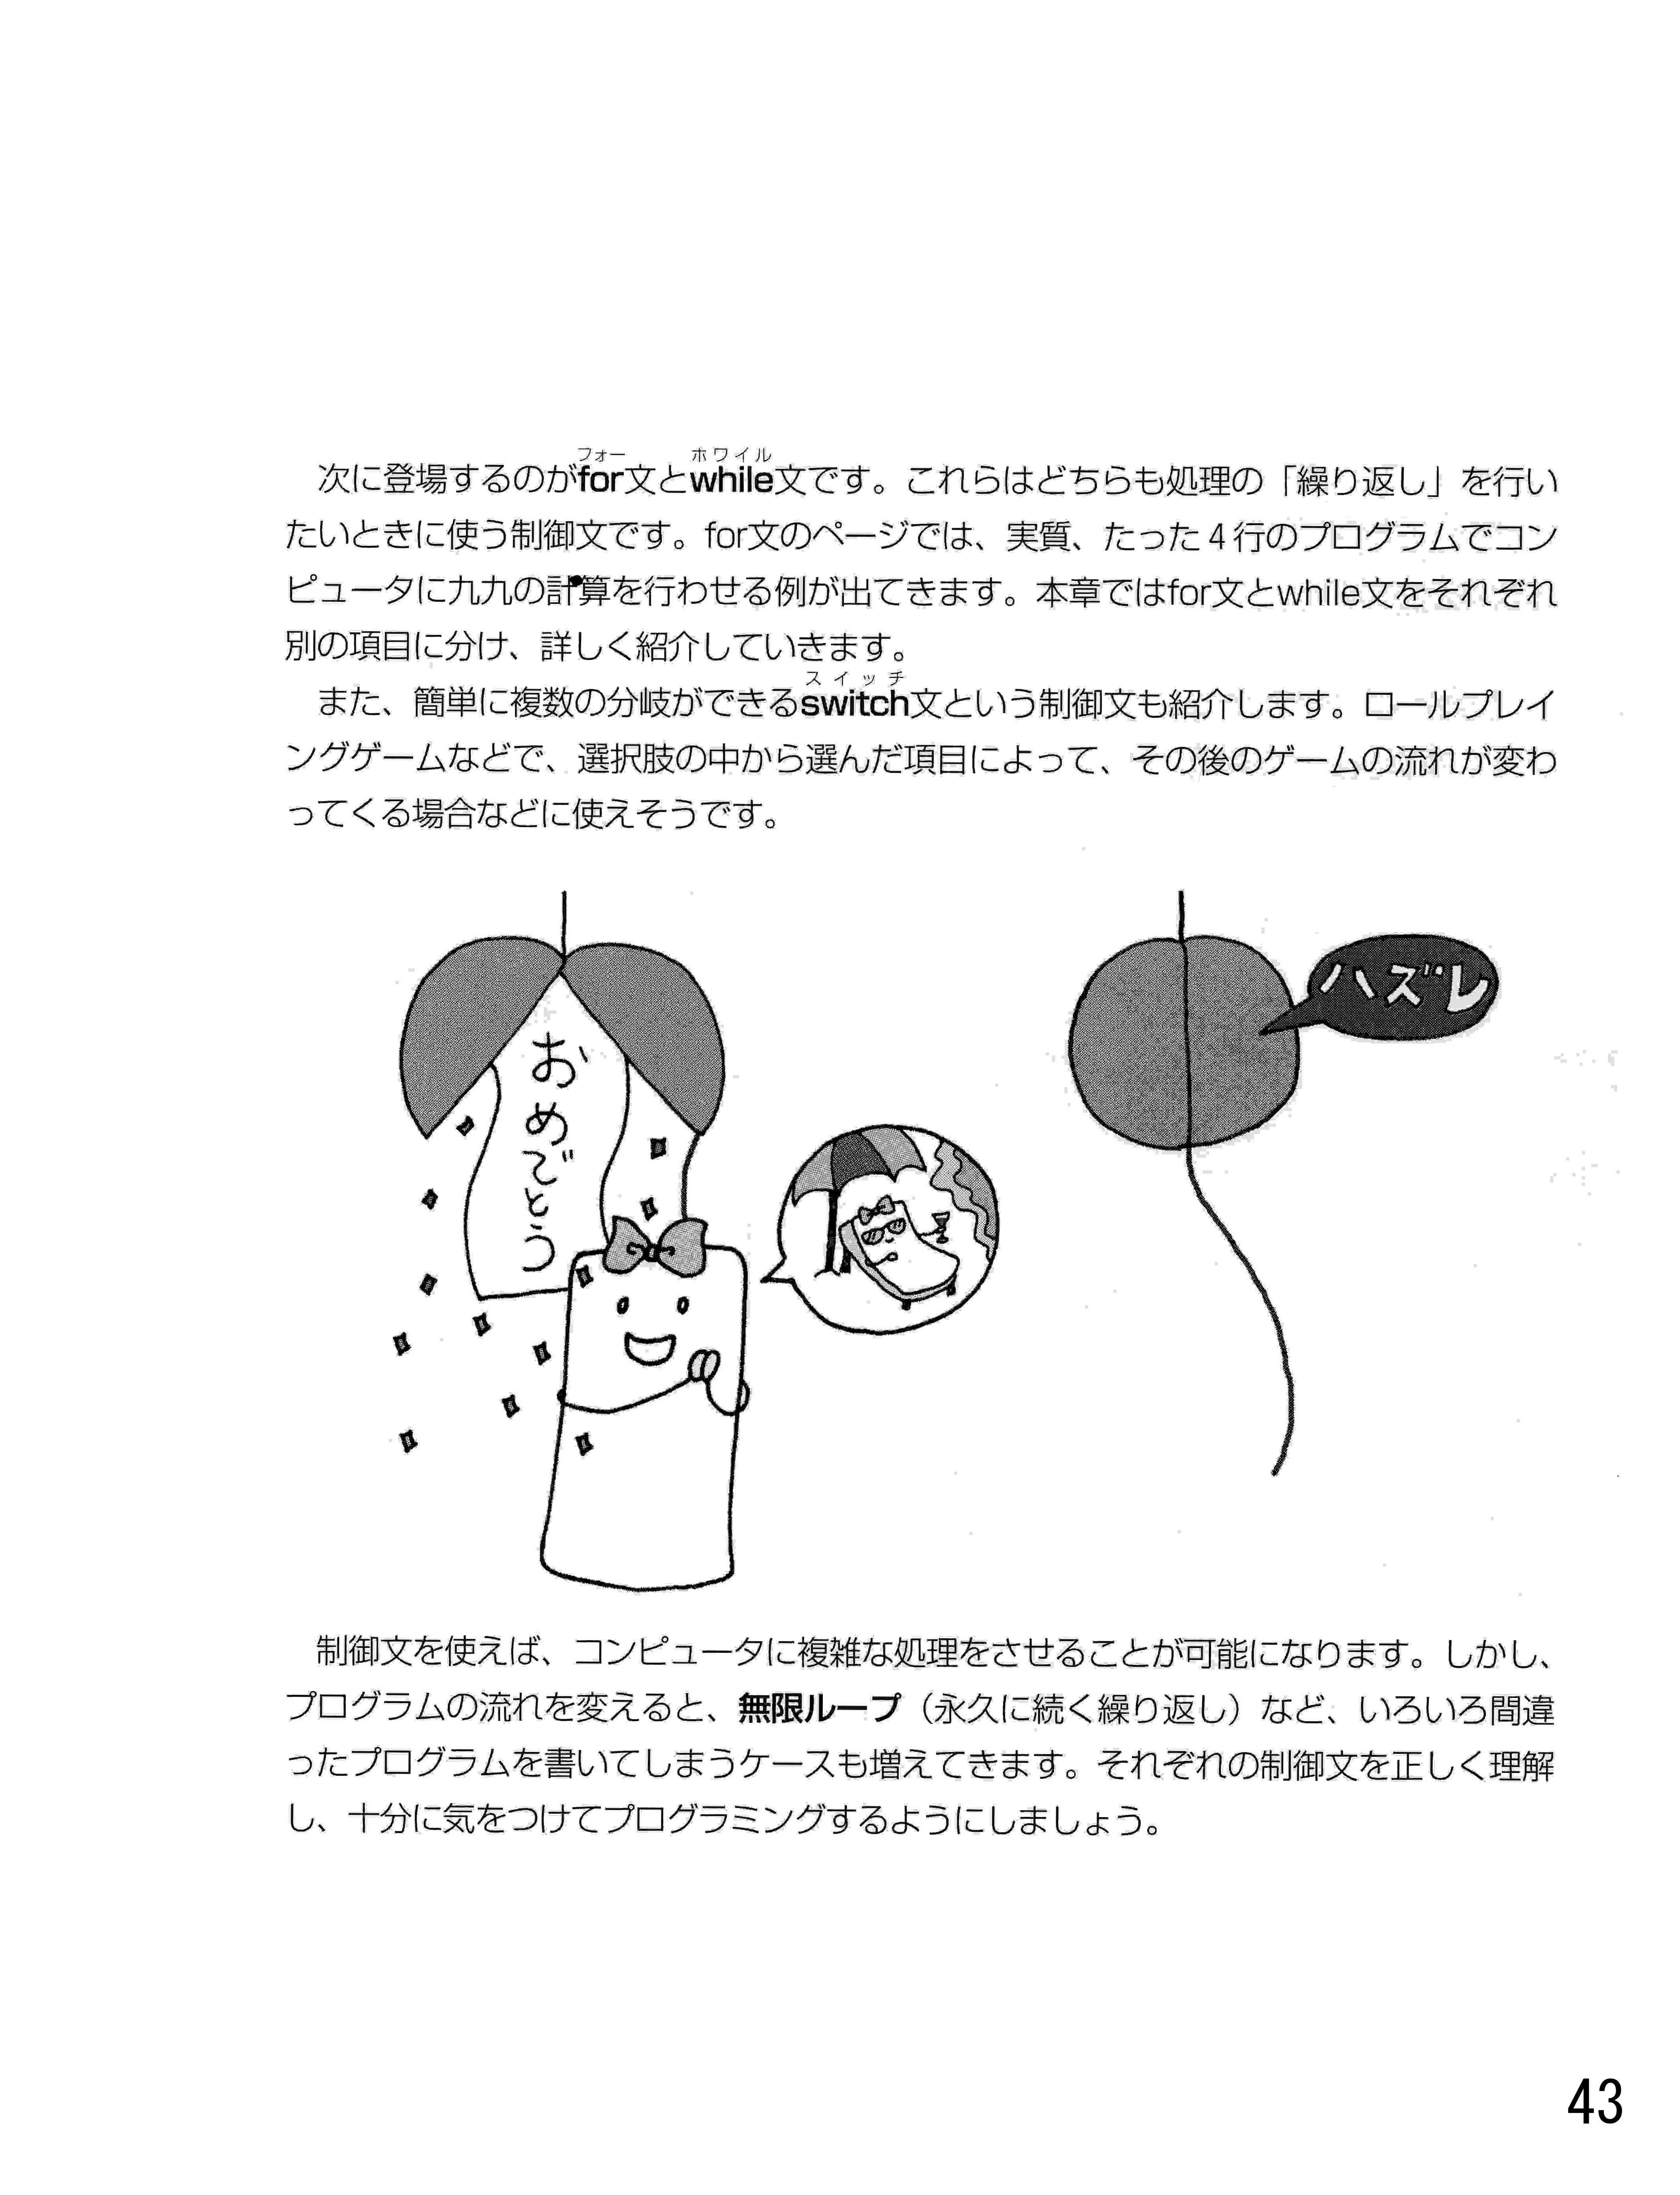 次に登場するのがfor文とwhile文です。これらはどちらも処理の「繰り返し」を行い
フォー ホワイル
たいときに使う制御文です。for文のページでは、実質、たった4行のプログラムでコン
ピュータに九九の計算を行わせる例が出てきます。本章ではfor文とwhile文をそれぞれ
別の項目に分け、詳しく紹介していきます。
スイッチ
また、簡単に複数の分岐ができるswitch文という制御文も紹介します。ロールプレイ
ングゲームなどで、選択肢の中から選んだ項目によって、その後のゲームの流れが変わ
ってくる場合などに使えそうです。
おめでとう
ハズレ
制御文を使えば、コンピュータに複雑な処理をさせることが可能になります。しかし、
プログラムの流れを変えると、無限ループ（永久に続く繰り返し）など、いろいろ間違
ったプログラムを書いてしまうケースも増えてきます。それぞれの制御文を正しく理解
し、十分に気をつけてプログラミングするようにしましょう。
43